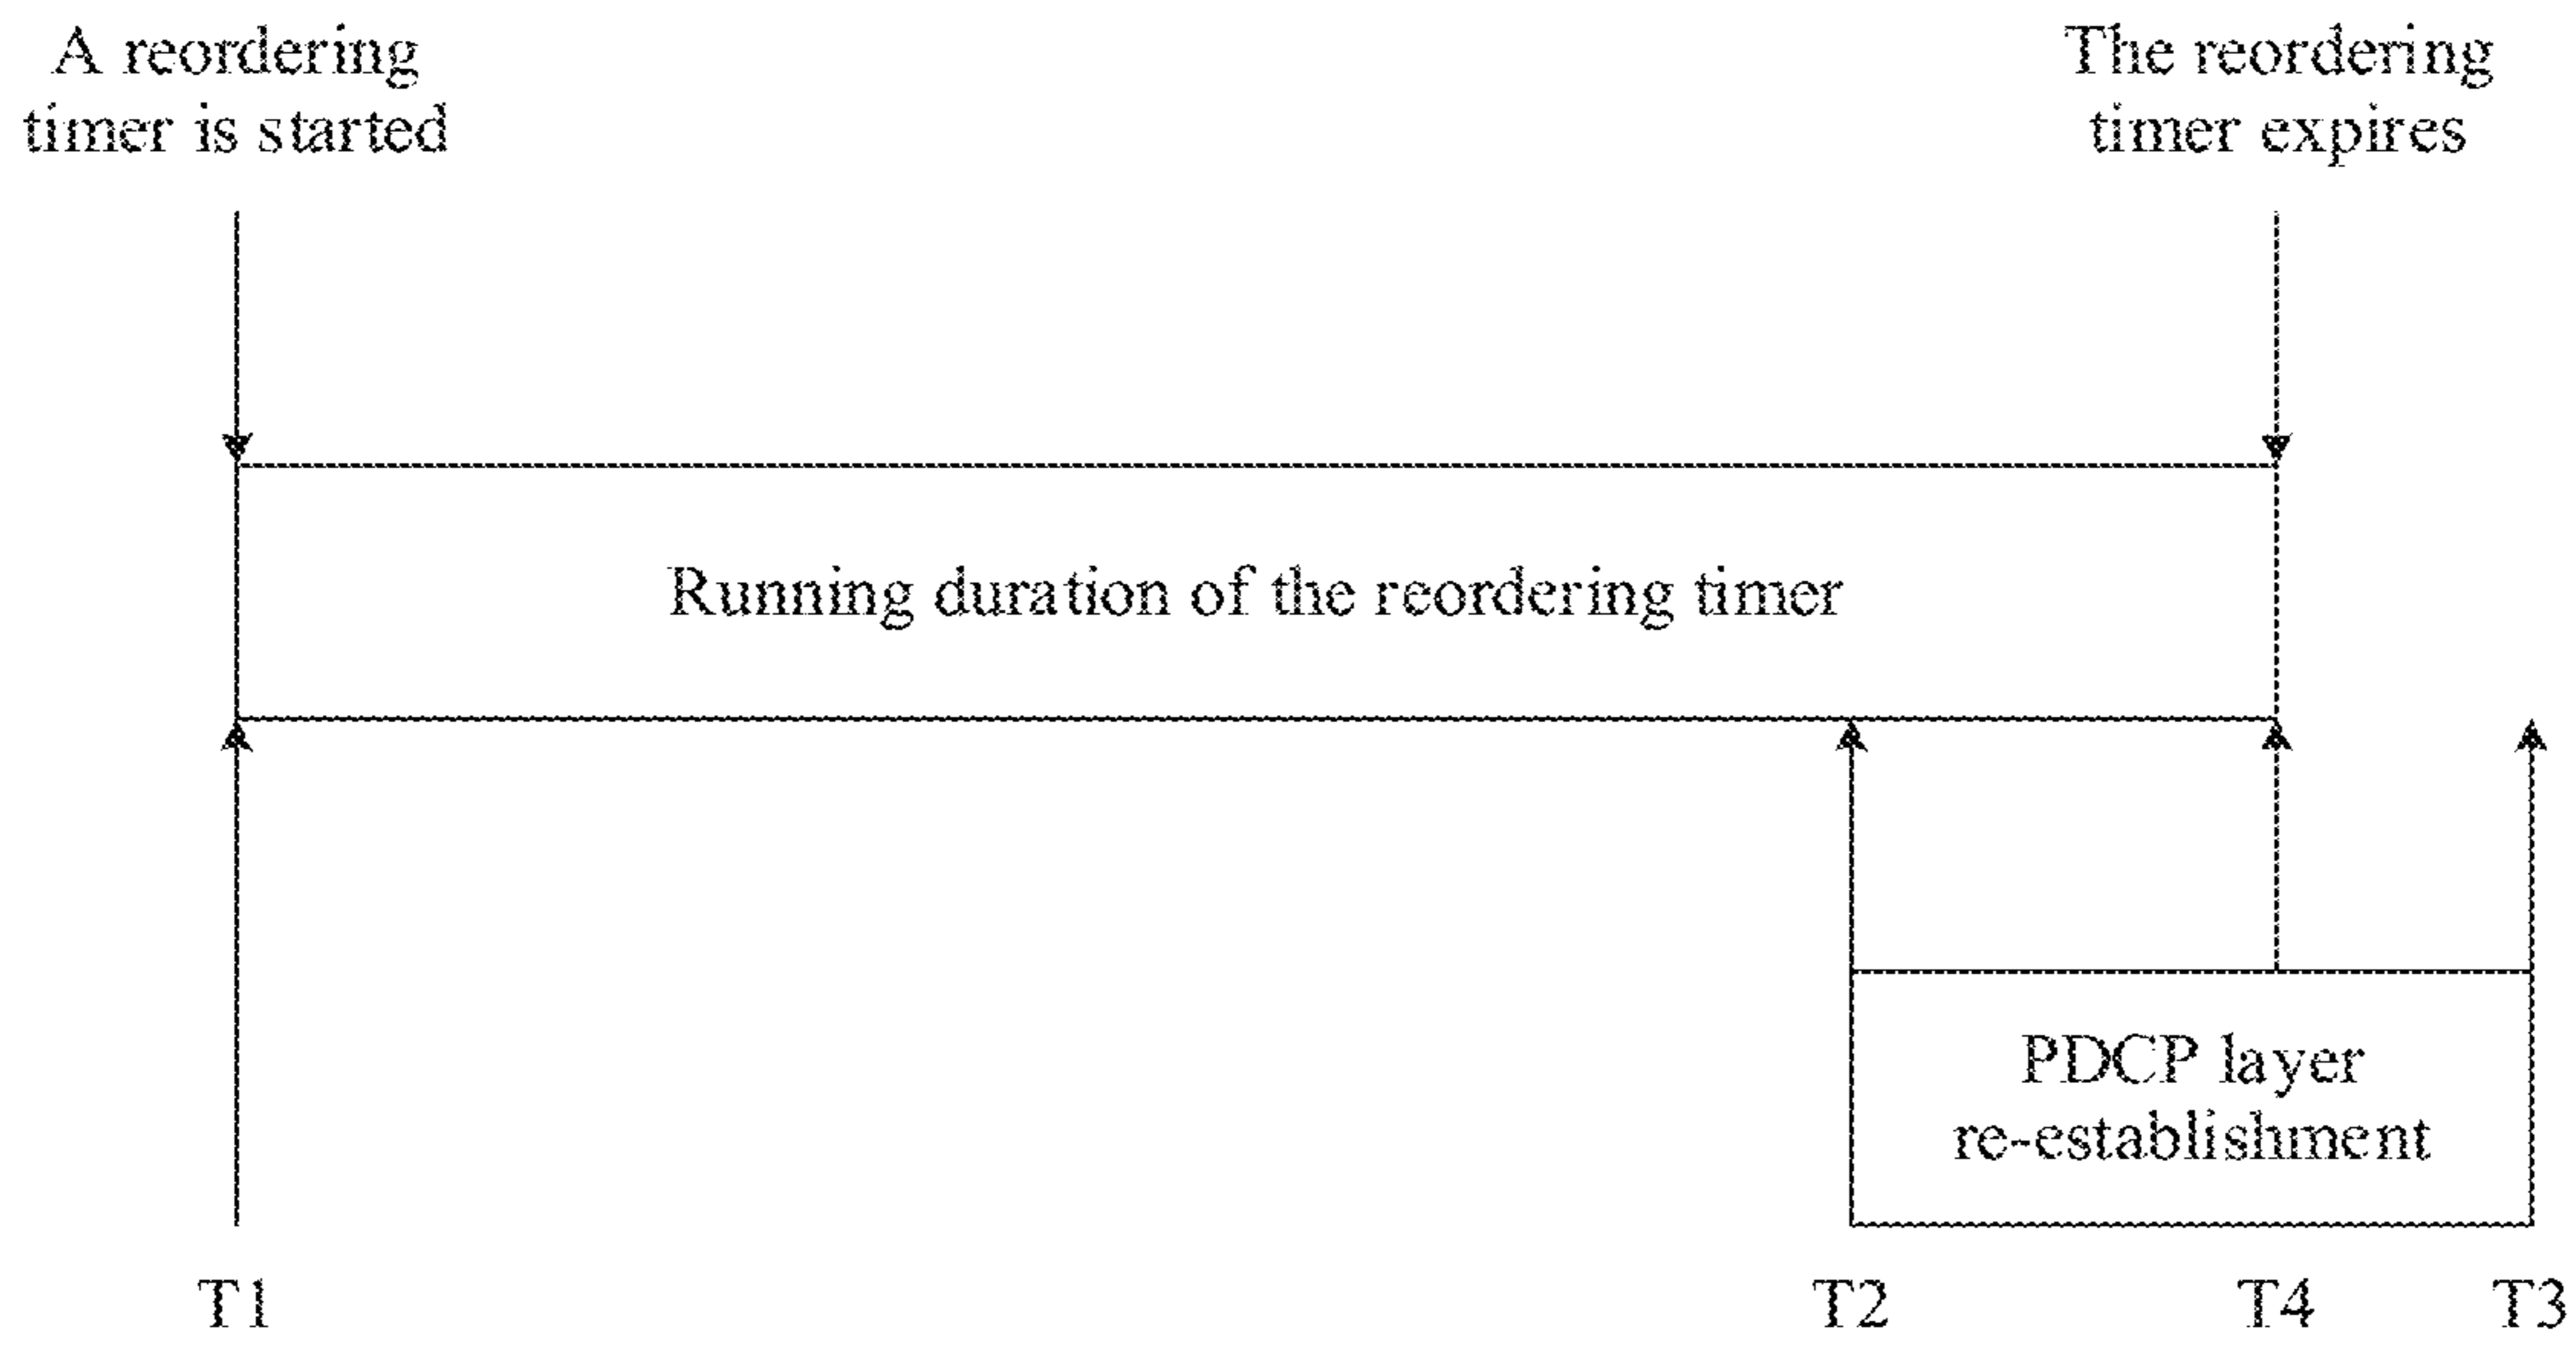 A reordering
timer is started
The reordering
timer expires
Running duration of the reordering timer
PDCP layer
re-establishment
T1
T2
T4
T3